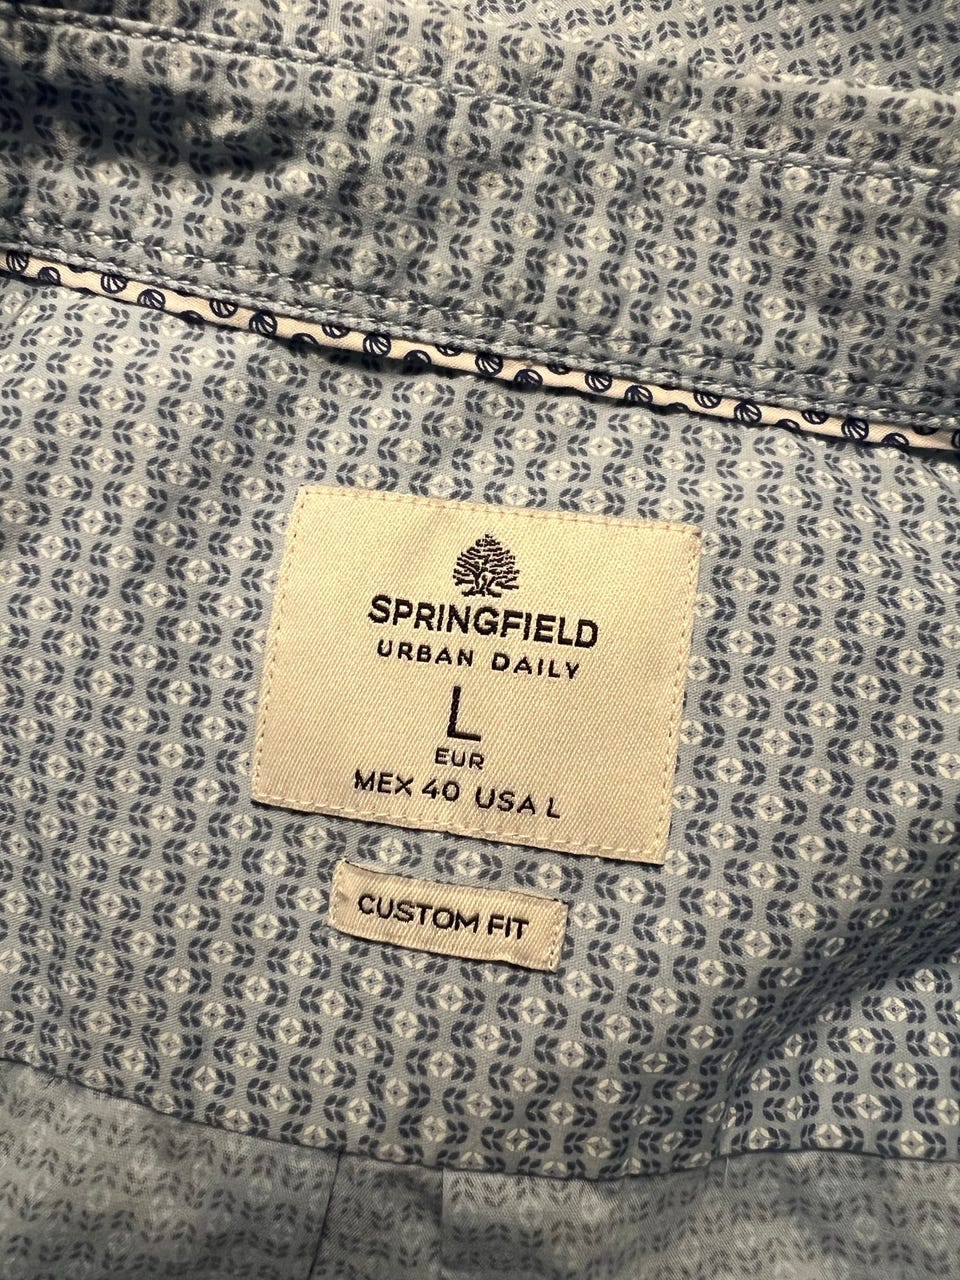 SPRINGFIELD
URBAN DAILY
L
EUR
MEX 40 USA L
CUSTOM FIT